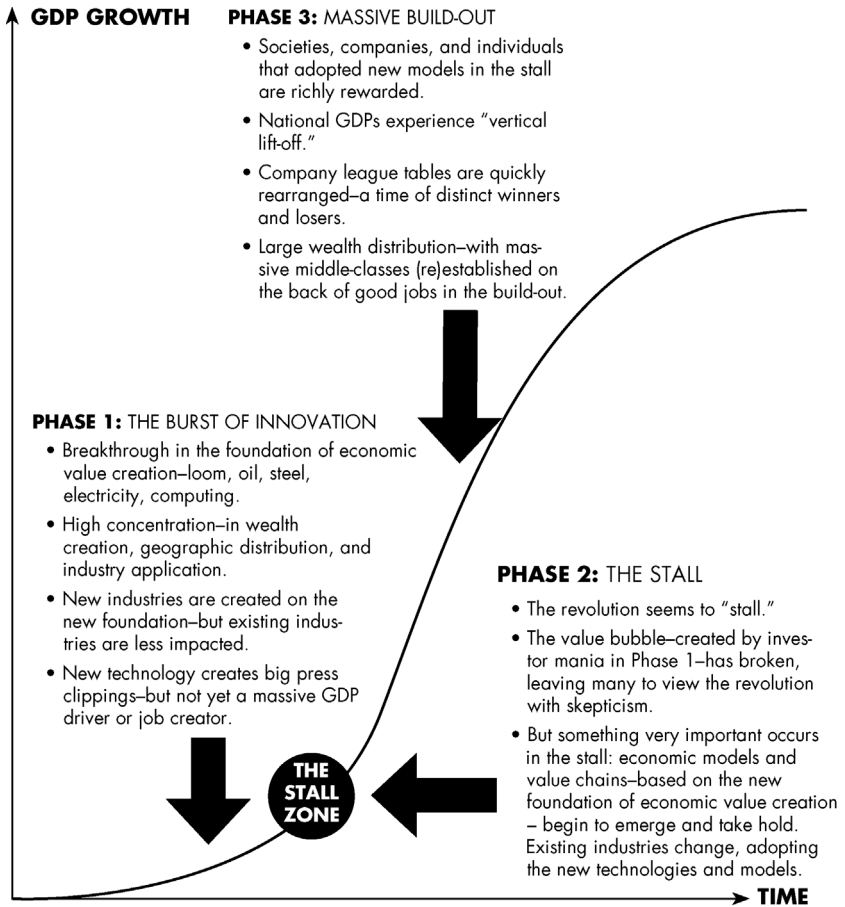 GDP GROWTH
PHASE 3: MASSIVE BUILD-OUT
• Societies, companies, and individuals
that adopted new models in the stall
are richly rewarded.
• National GDPs experience “vertical
lift-off.”
• Company league tables are quickly
rearranged–a time of distinct winners
and losers.
• Large wealth distribution–with mas-
sive middle-classes (re)established on
the back of good jobs in the build-out.
PHASE 1: THE BURST OF INNOVATION
• Breakthrough in the foundation of economic
value creation–loom, oil, steel,
electricity, computing.
• High concentration–in wealth
creation, geographic distribution, and
industry application.
• New industries are created on the
new foundation–but existing indus-
tries are less impacted.
• New technology creates big press
clippings–but not yet a massive GDP
driver or job creator.
THE
STALL
ZONE
PHASE 2: THE STALL
• The revolution seems to “stall.”
• The value bubble–created by inves-
tor mania in Phase 1–has broken,
leaving many to view the revolution
with skepticism.
• But something very important occurs
in the stall: economic models and
value chains–based on the new
foundation of economic value creation
– begin to emerge and take hold.
Existing industries change, adopting
the new technologies and models.
TIME